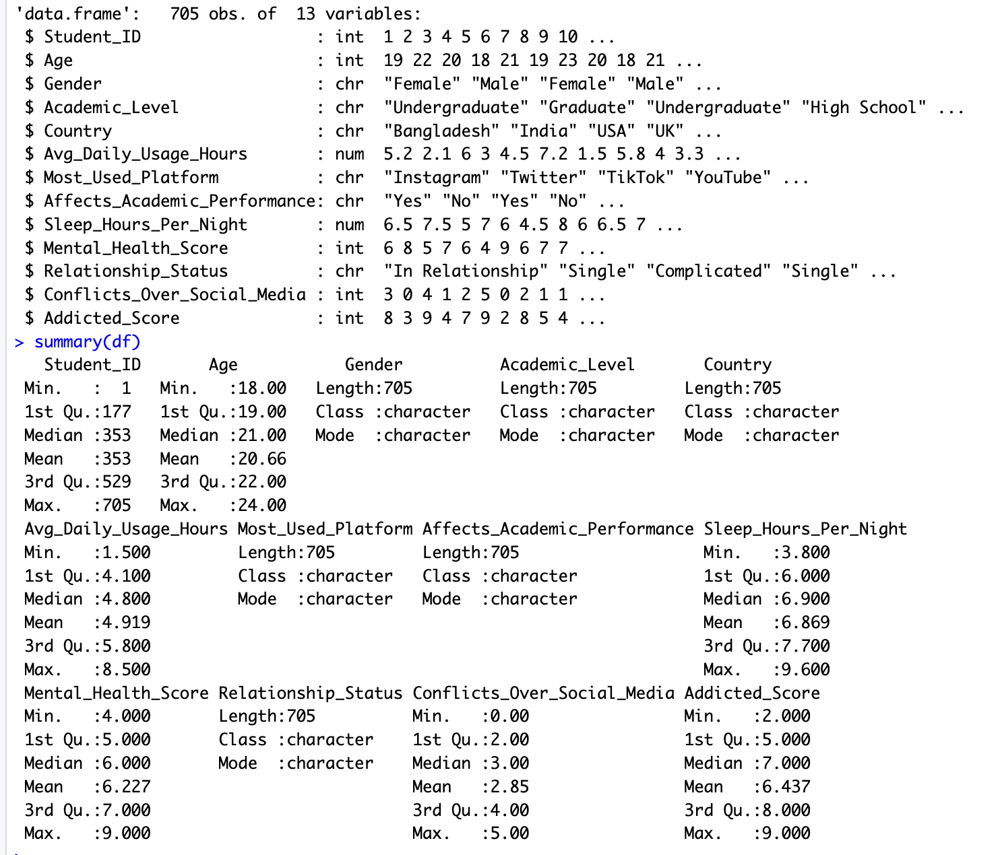 'data.frame':   705 obs. of  13 variables:
 $ Student_ID                  : int  1 2 3 4 5 6 7 8 9 10 ...
 $ Age                         : int  19 22 20 18 21 19 23 20 18 21 ...
 $ Gender                      : chr  "Female" "Male" "Female" "Male" ...
 $ Academic_Level              : chr  "Undergraduate" "Graduate" "Undergraduate" "High School" ...
 $ Country                     : chr  "Bangladesh" "India" "USA" "UK" ...
 $ Avg_Daily_Usage_Hours       : num  5.2 2.1 6 3 4.5 7.2 1.5 5.8 4 3.3 ...
 $ Most_Used_Platform          : chr  "Instagram" "Twitter" "TikTok" "YouTube" ...
 $ Affects_Academic_Performance: chr  "Yes" "No" "Yes" "No" ...
 $ Sleep_Hours_Per_Night       : num  6.5 7.5 5 7 6 4.5 8 6 6.5 7 ...
 $ Mental_Health_Score         : int  6 8 5 7 6 4 9 6 7 7 ...
 $ Relationship_Status         : chr  "In Relationship" "Single" "Complicated" "Single" ...
 $ Conflicts_Over_Social_Media : int  3 0 4 1 2 5 0 2 1 1 ...
 $ Addicted_Score              : int  8 3 9 4 7 9 2 8 5 4 ...
> summary(df)
   Student_ID       Age           Gender          Academic_Level       Country
 Min.   :  1   Min.   :18.00   Length:705         Length:705         Length:705
 1st Qu.:177   1st Qu.:19.00   Class :character   Class :character   Class :character
 Median :353   Median :21.00   Mode  :character   Mode  :character   Mode  :character
 Mean   :353   Mean   :20.66
 3rd Qu.:529   3rd Qu.:22.00
 Max.   :705   Max.   :24.00
 Avg_Daily_Usage_Hours Most_Used_Platform Affects_Academic_Performance Sleep_Hours_Per_Night
 Min.   :1.500         Length:705         Length:705                   Min.   :3.800
 1st Qu.:4.100         Class :character   Class :character             1st Qu.:6.000
 Median :4.800         Mode  :character   Mode  :character             Median :6.900
 Mean   :4.919                                                         Mean   :6.869
 3rd Qu.:5.800                                                         3rd Qu.:7.700
 Max.   :8.500                                                         Max.   :9.600
 Mental_Health_Score Relationship_Status Conflicts_Over_Social_Media Addicted_Score
 Min.   :4.000       Length:705          Min.   :0.00                Min.   :2.000
 1st Qu.:5.000       Class :character    1st Qu.:2.00                1st Qu.:5.000
 Median :6.000       Mode  :character    Median :3.00                Median :7.000
 Mean   :6.227                           Mean   :2.85                Mean   :6.437
 3rd Qu.:7.000                           3rd Qu.:4.00                3rd Qu.:8.000
 Max.   :9.000                           Max.   :5.00                Max.   :9.000